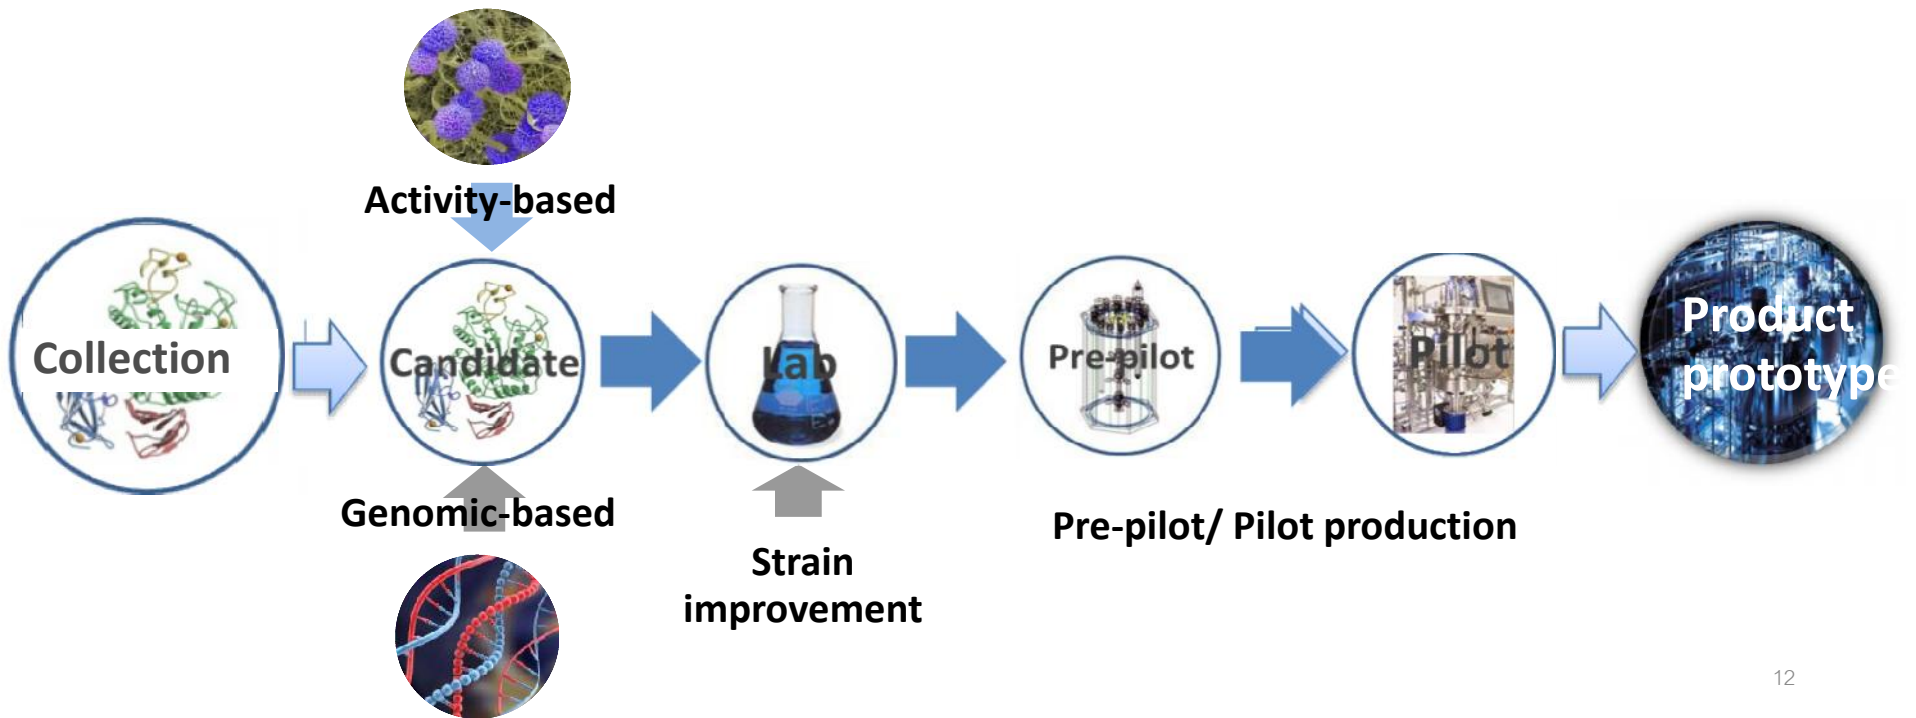 Activity-based
Collection
Candidate
Lab
Pre-pilot
Pilot
Product
prototype
Genomic-based
Strain
improvement
Pre-pilot/ Pilot production
12